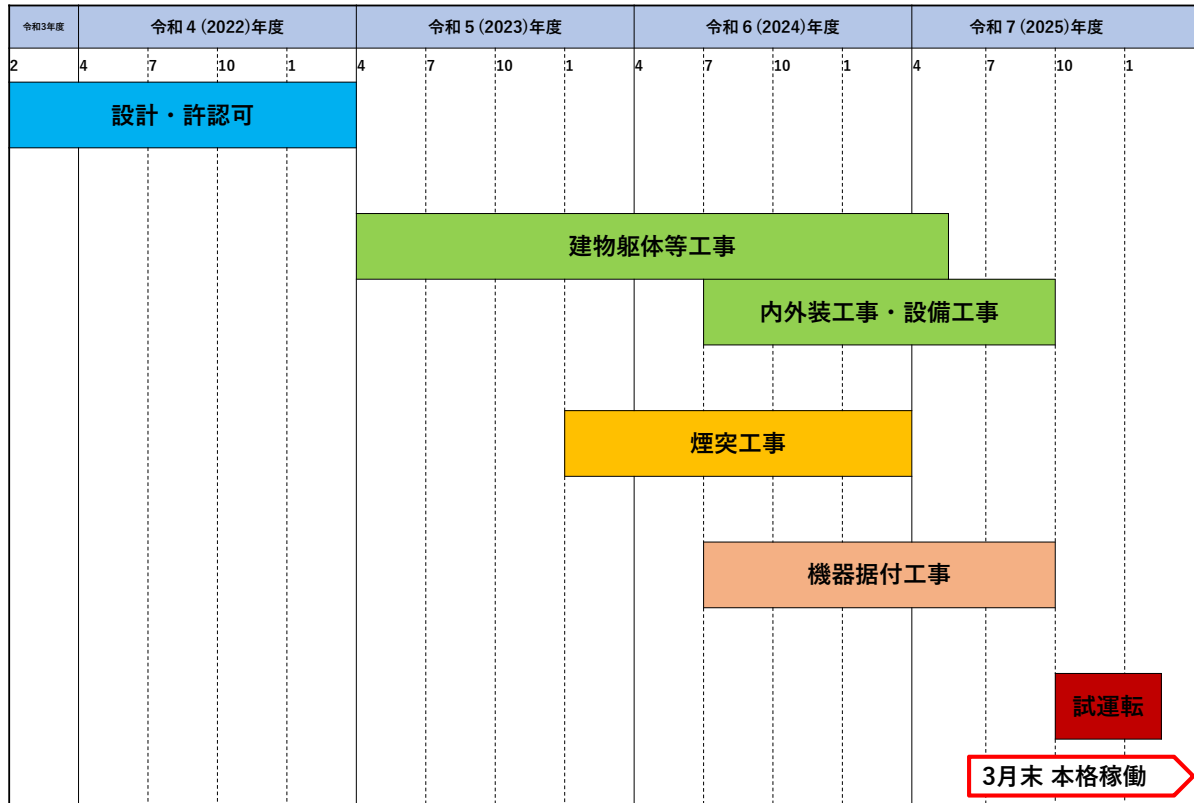 令和3年度 令和４(2022)年度 令和５(2023)年度 令和６(2024)年度 令和７(2025)年度
2 4 7 10 1 4 7 10 1 4 7 10 1 4 7 10 1
設計・許認可
建物躯体等工事
内外装工事・設備工事
煙突工事
機器据付工事
試運転
3月末 本格稼働